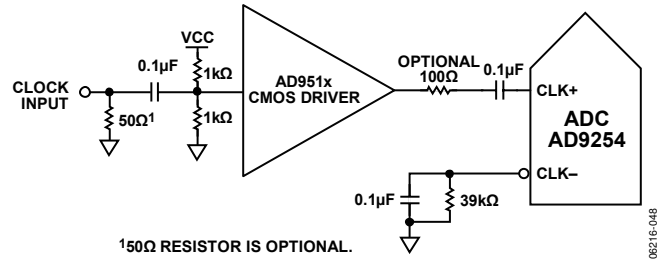 VCC
0.1µF
1kΩ
CLOCK
INPUT
50Ω1
1kΩ
AD951x
CMOS DRIVER
OPTIONAL
100Ω
0.1µF
CLK+
ADC
AD9254
CLK–
0.1µF
39kΩ
150Ω RESISTOR IS OPTIONAL.
06216-048